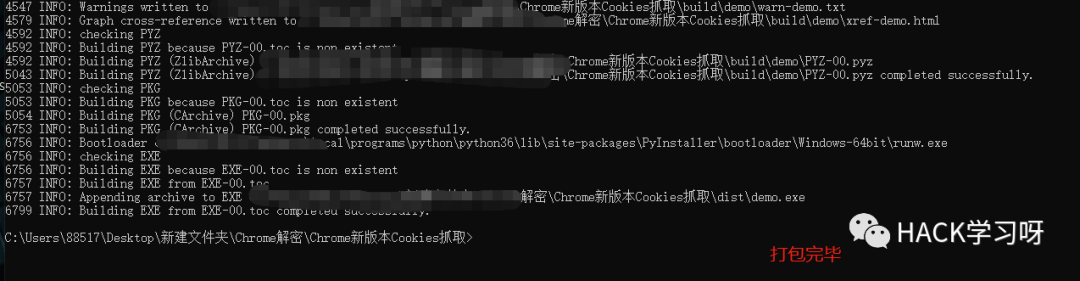 4547 INFO: Warnings written to Chrome新版本Cookies抓取\build\demo\warn-demo.txt
4579 INFO: Graph cross-reference written to 解密\Chrome新版本Cookies抓取\build\demo\xref-demo.html
4592 INFO: checking PYZ
4592 INFO: Building PYZ because PYZ-00.toc is non existent
4592 INFO: Building PYZ (ZlibArchive) Chrome新版本Cookies抓取\build\demo\PYZ-00.pyz
5043 INFO: Building PYZ (ZlibArchive) \Chrome新版本Cookies抓取\build\demo\PYZ-00.pyz completed successfully.
5053 INFO: checking PKG
5053 INFO: Building PKG because PKG-00.toc is non existent
5054 INFO: Building PKG (CArchive) PKG-00.pkg
6753 INFO: Building PKG (CArchive) PKG-00.pkg completed successfully.
6756 INFO: Bootloader cal\programs\python\python36\lib\site-packages\PyInstaller\bootloader\Windows-64bit\runw.exe
6756 INFO: checking EXE
6756 INFO: Building EXE because EXE-00.toc is non existent
6757 INFO: Building EXE from EXE-00.toc
6757 INFO: Appending archive to EXE 解密\Chrome新版本Cookies抓取\dist\demo.exe
6799 INFO: Building EXE from EXE-00.toc completed successfully.
C:\Users\88517\Desktop\新建文件夹\Chrome解密\Chrome新版本Cookies抓取>
HACK学习呀
打包完毕